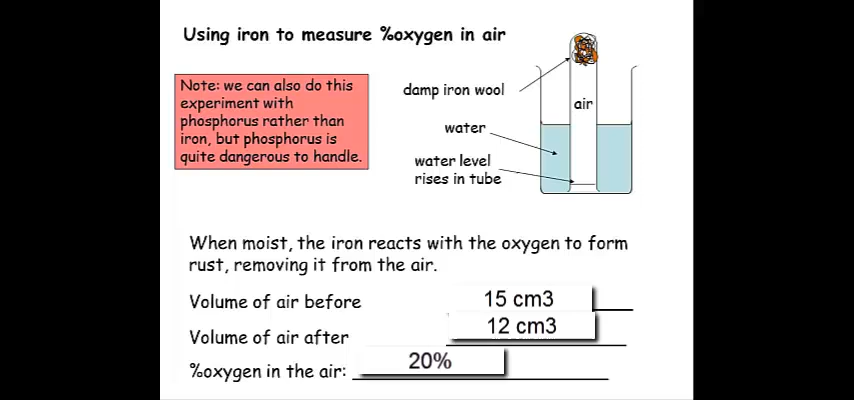 Using iron to measure %oxygen in air
Note: we can also do this
experiment with
phosphorus rather than
iron, but phosphorus is
quite dangerous to handle.
damp iron wool
air
water
water level
rises in tube
When moist, the iron reacts with the oxygen to form
rust, removing it from the air.
Volume of air before 15 cm3
Volume of air after 12 cm3
%oxygen in the air: 20%